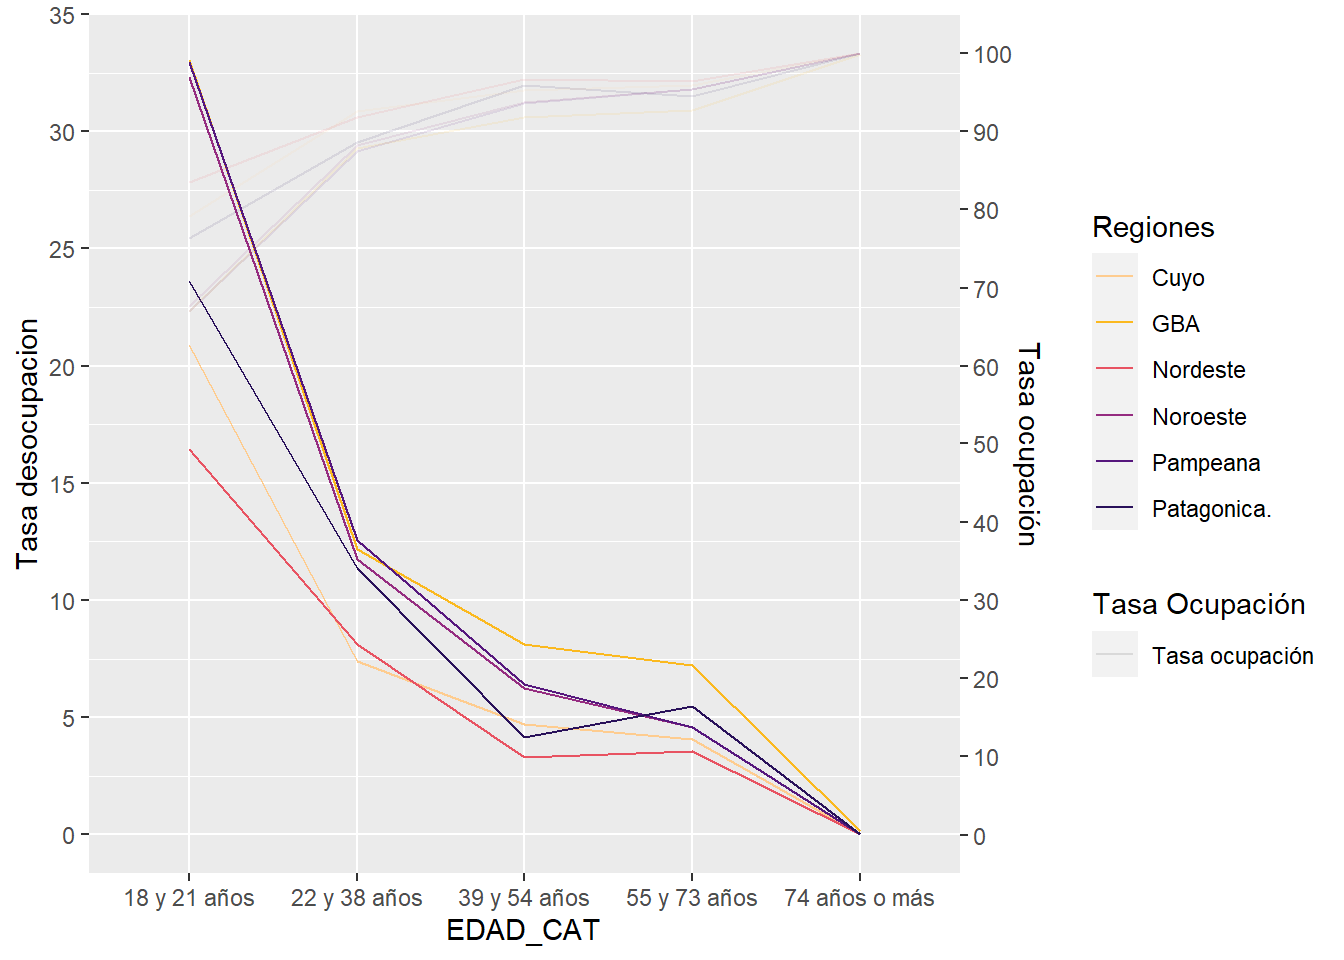 35
30
25
20
15
10
5
0
Tasa desocupacion
100
90
80
70
60
50
40
30
20
10
0
Tasa ocupación
18 y 21 años
22 y 38 años
39 y 54 años
55 y 73 años
74 años o más
EDAD_CAT
Regiones
Cuyo
GBA
Nordeste
Noroeste
Pampeana
Patagonica.
Tasa Ocupación
Tasa ocupación